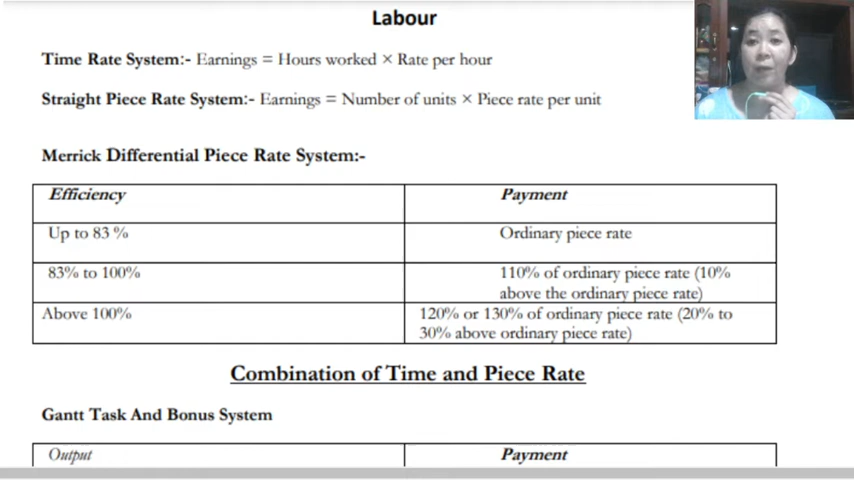 Labour
Time Rate System:- Earnings = Hours worked × Rate per hour
Straight Piece Rate System:- Earnings = Number of units × Piece rate per unit
Merrick Differential Piece Rate System:-
Efficiency Payment
Up to 83 % Ordinary piece rate
83% to 100% 110% of ordinary piece rate (10%
above the ordinary piece rate)
Above 100% 120% or 130% of ordinary piece rate (20% to
30% above ordinary piece rate)
Combination of Time and Piece Rate
Gantt Task And Bonus System
Output Payment